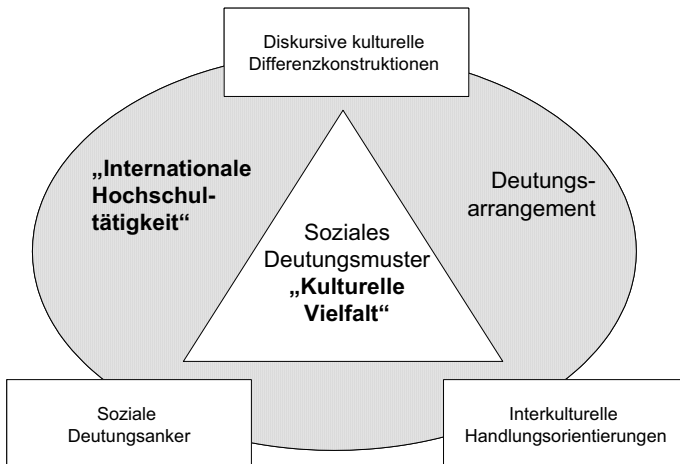 Diskursive kulturelle
Differenzkonstruktionen
„Internationale
Hochschul-
tätigkeit“
Deutungs-
arrangement
Soziales
Deutungsmuster
„Kulturelle
Vielfalt“
Soziale
Deutungsanker
Interkulturelle
Handlungsorientierungen